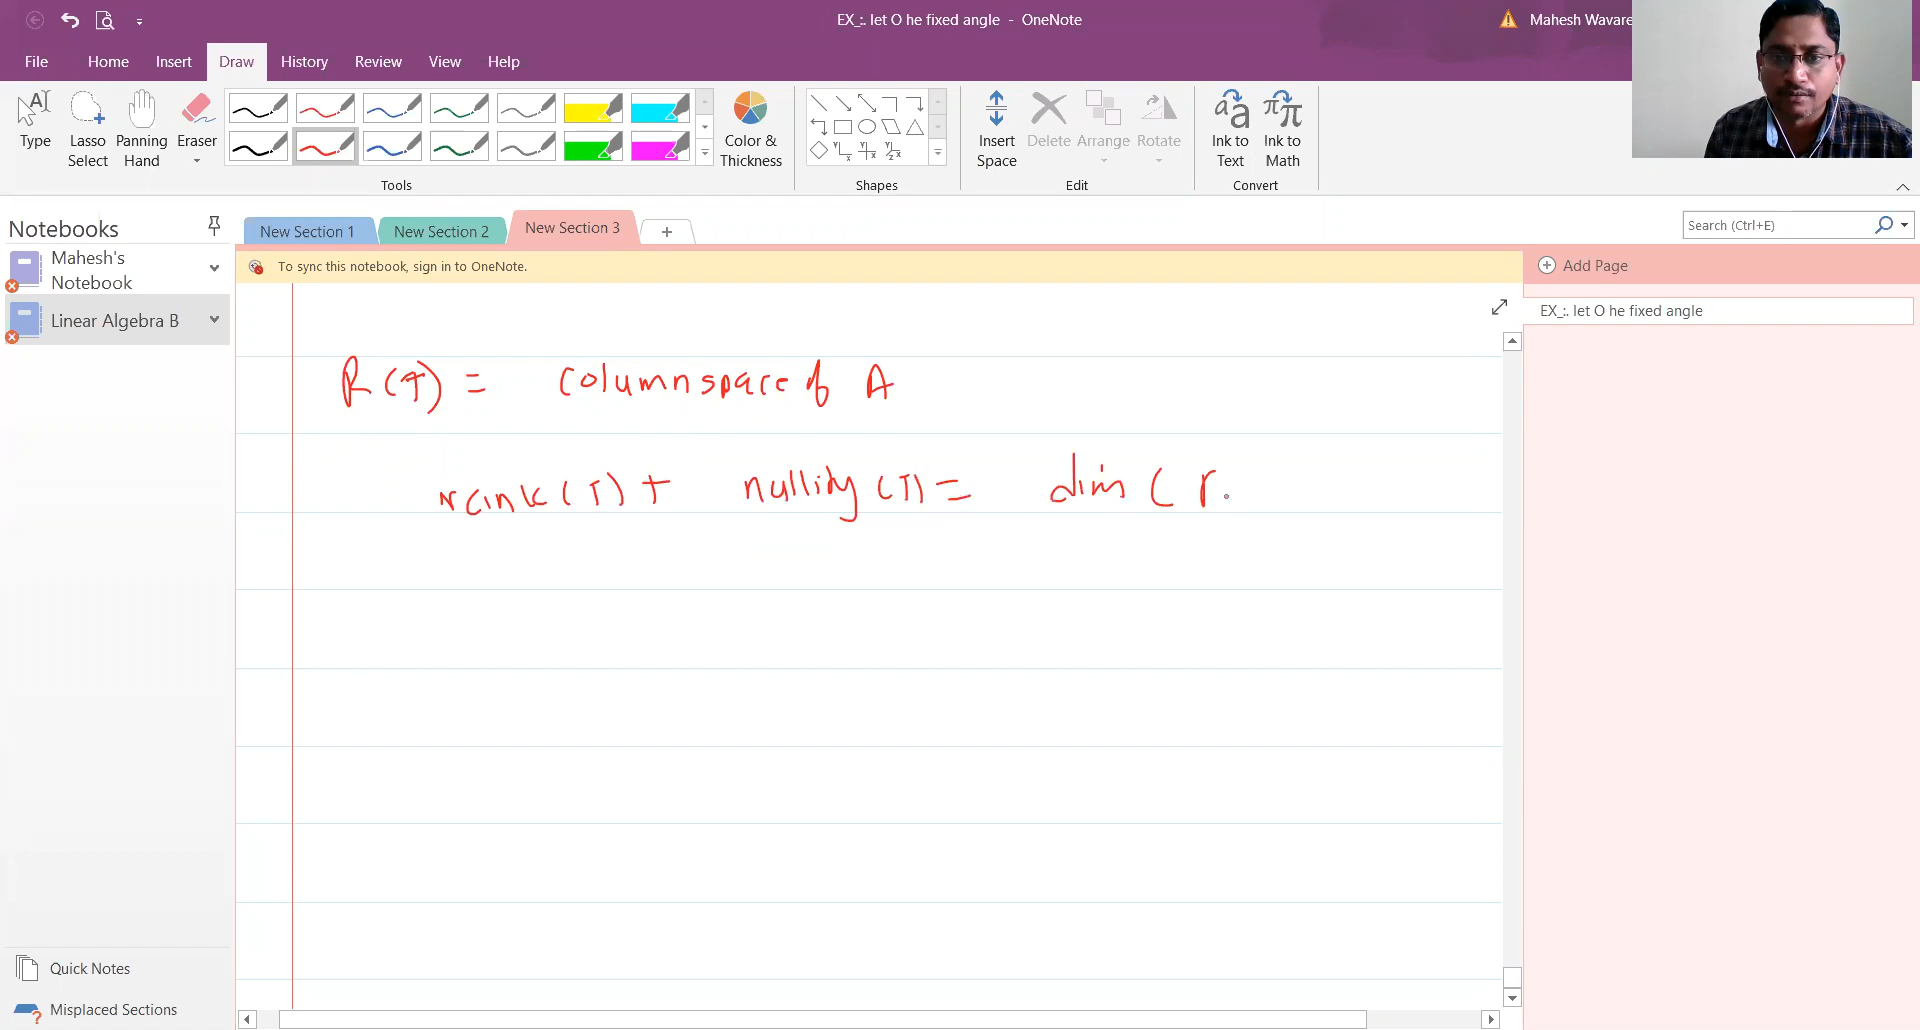 EX_:. let O he fixed angle - OneNote
Mahesh Wavare
File Home Insert Draw History Review View Help
Type
Lasso Select
Panning Hand
Eraser
Color & Thickness
Insert Space
Delete
Arrange
Rotate
Ink to Text
Ink to Math
Tools
Shapes
Edit
Convert
Notebooks
New Section 1
New Section 2
New Section 3
+
Search (Ctrl+E)
Mahesh's Notebook
Linear Algebra B
To sync this notebook, sign in to OneNote.
Add Page
EX_:. let O he fixed angle
R(T) = column space of A
rank(T) + nullity (T) = dim (
Quick Notes
Misplaced Sections